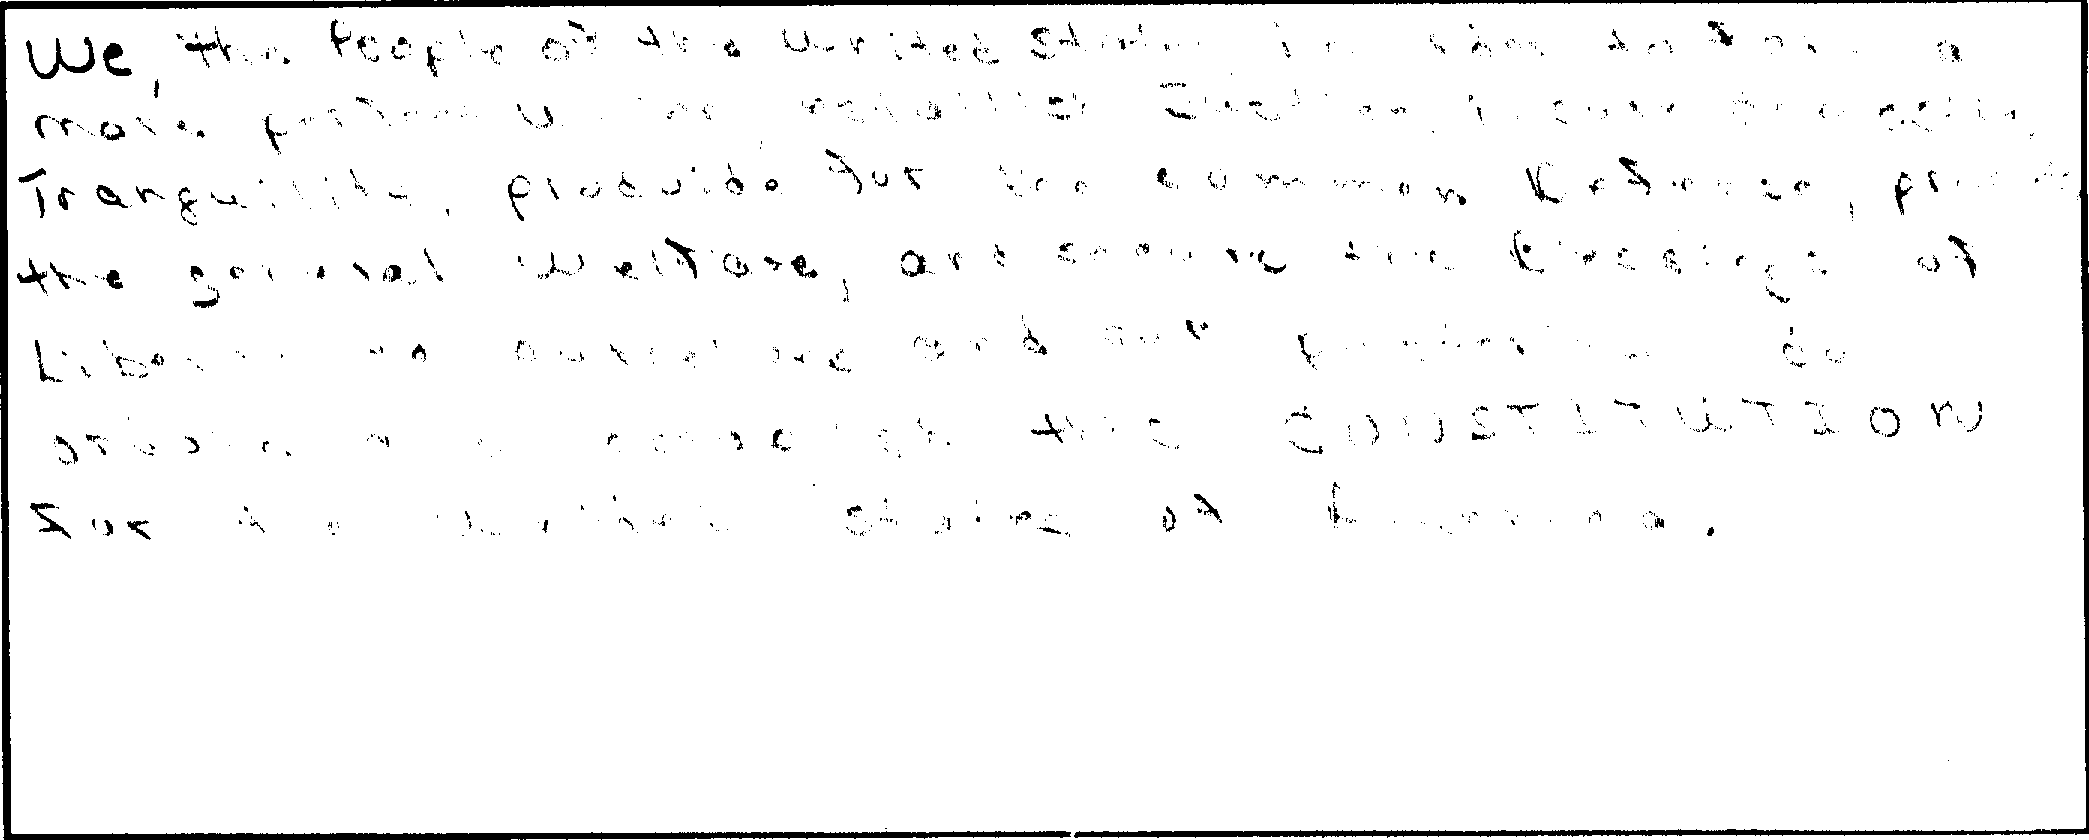 We, the People of the United States in order to form a
more perfect Union, establish Justice, insure domestic
Tranquility, provide for the common defense, promote
the general Welfare, and secure the Blessings of
Liberty to ourselves and our posterity do
ordain and establish this CONSTITUTION
for the United States of America.